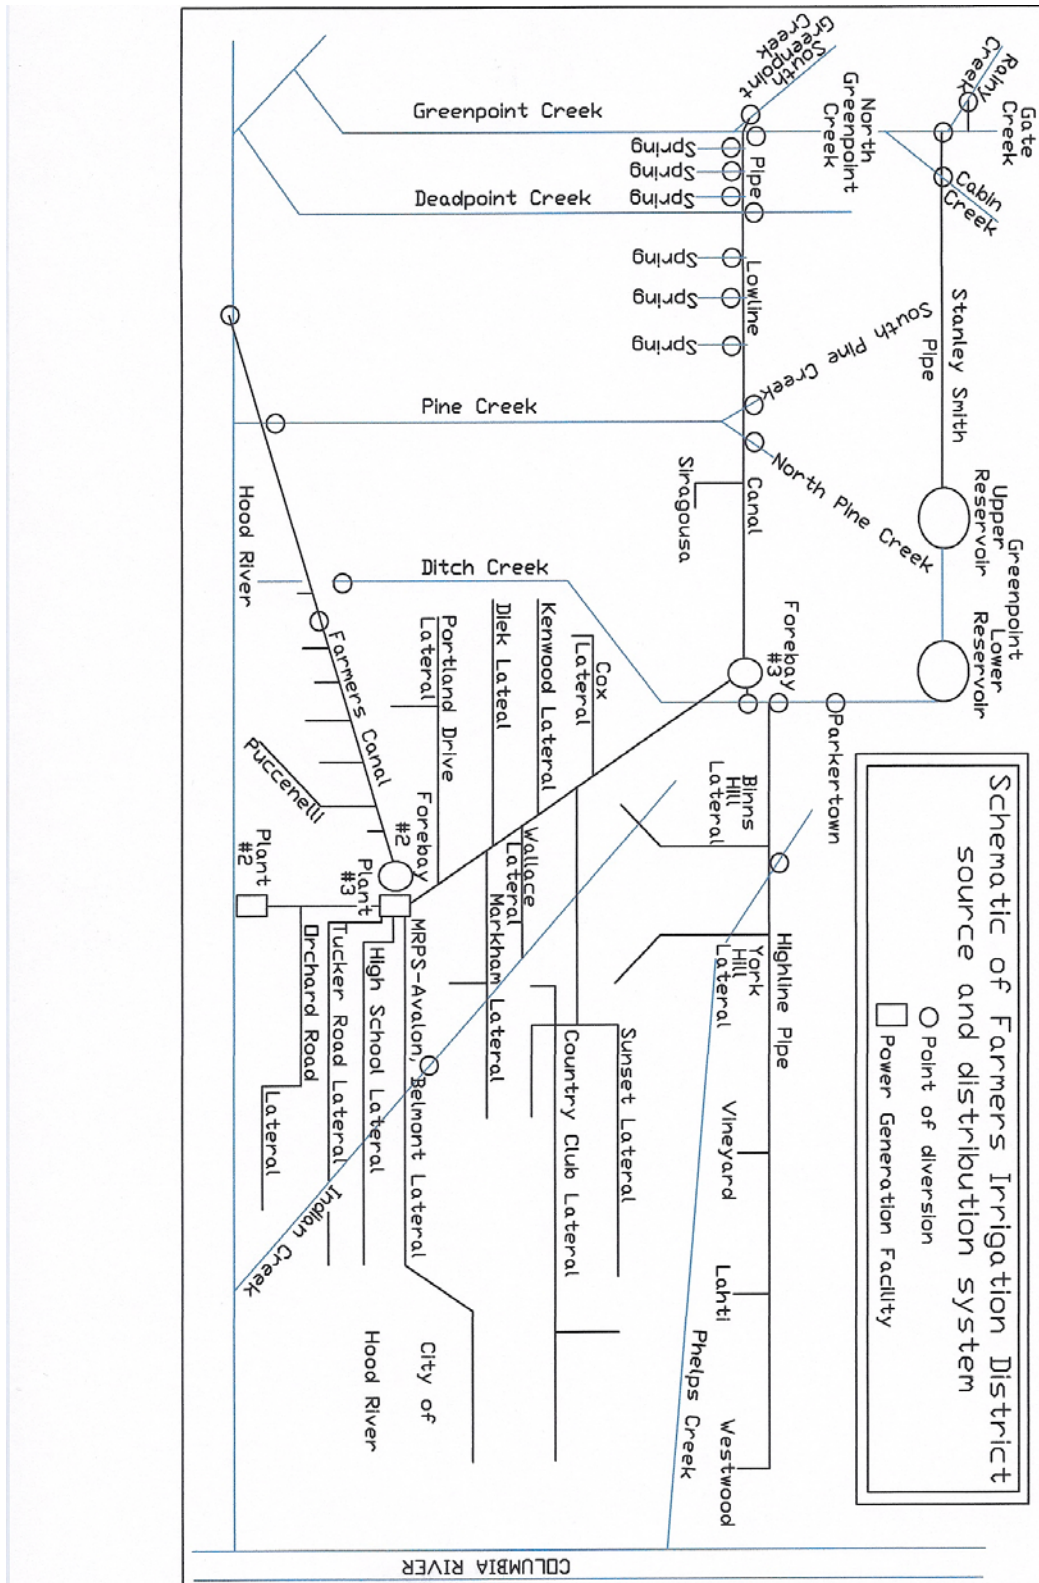 Schematic of Farmers Irrigation District
source and distribution system
Point of diversion
Power Generation Facility
Gate
Creek
Rainy
Creek
Cabin
Creek
North
Greenpoint
Creek
South
Greenpoint
Creek
Greenpoint Creek
Deadpoint Creek
Pipe
Spring
Spring
Spring
Spring
Spring
Spring
Lowline
Canal
Stanley Smith
Pipe
South Pine
Creek
North Pine Creek
Pine Creek
Siragousa
Greenpoint
Upper
Reservoir
Lower
Reservoir
Hood River
Ditch Creek
Forebay
#3
Parkertown
Farmers Canal
Puccenelli
Portland Drive
Lateral
Diek Lateal
Kenwood Lateral
Cox
Lateral
Wallace
Lateral
Markham Lateral
Binns
Hill
Lateral
York
Hill
Lateral
Highline Pipe
Forebay
#2
Plant
#3
Plant
#2
MRPS-Avalon, Belmont Lateral
High School Lateral
Tucker Road Lateral
Orchard Road
Lateral
Country Club Lateral
Sunset Lateral
Vineyard
Lahti
Westwood
Indian Creek
Phelps Creek
City of
Hood River
COLUMBIA RIVER